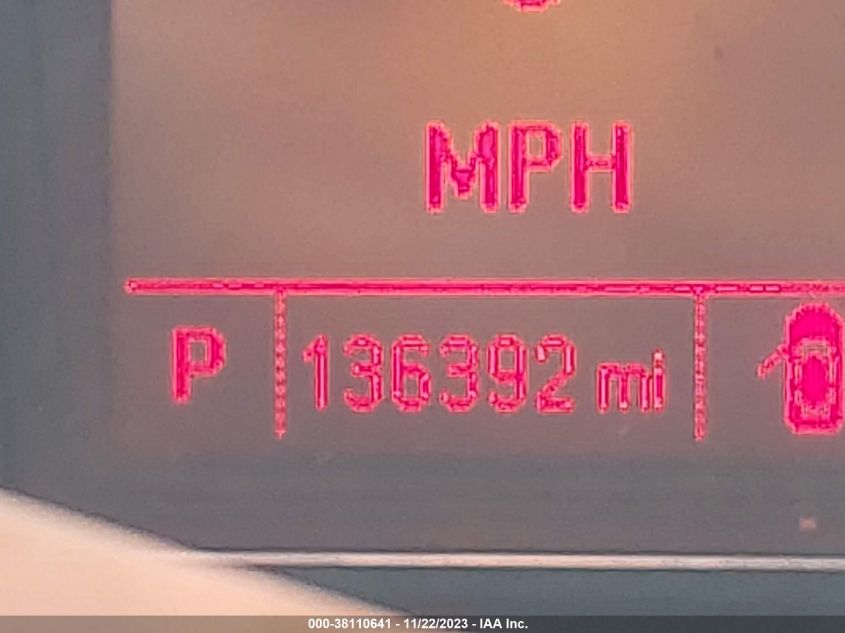 MPH
P 136392 mi
000-38110641 - 11/22/2023 - IAA Inc.